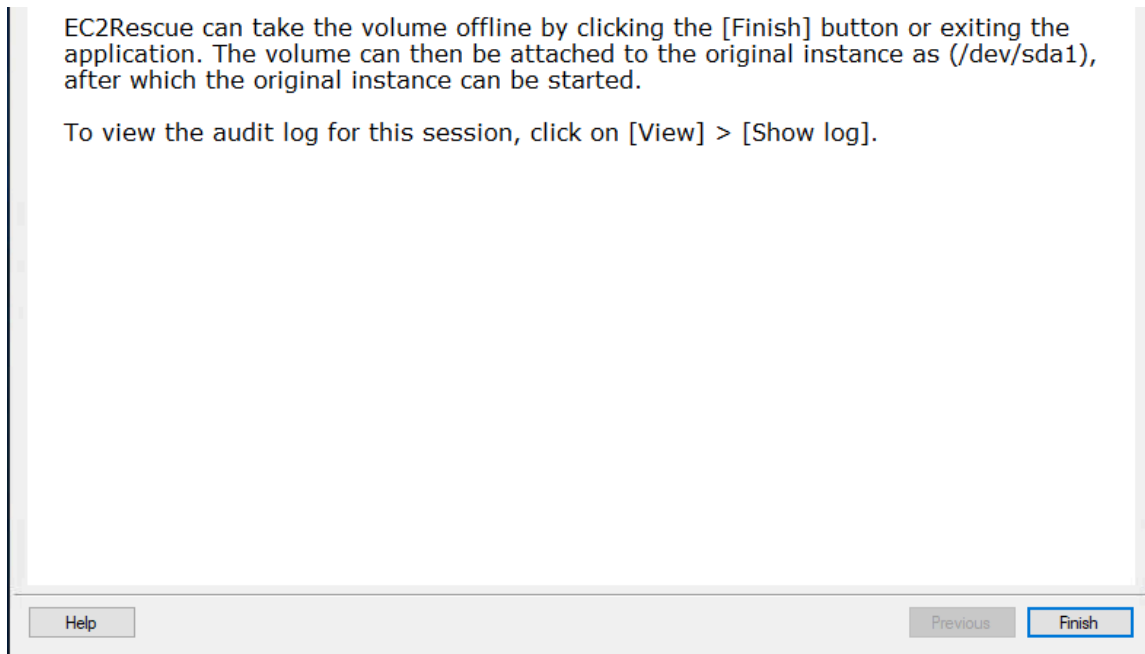 EC2Rescue can take the volume offline by clicking the [Finish] button or exiting the
application. The volume can then be attached to the original instance as (/dev/sda1),
after which the original instance can be started.
To view the audit log for this session, click on [View] > [Show log].
Help
Previous
Finish